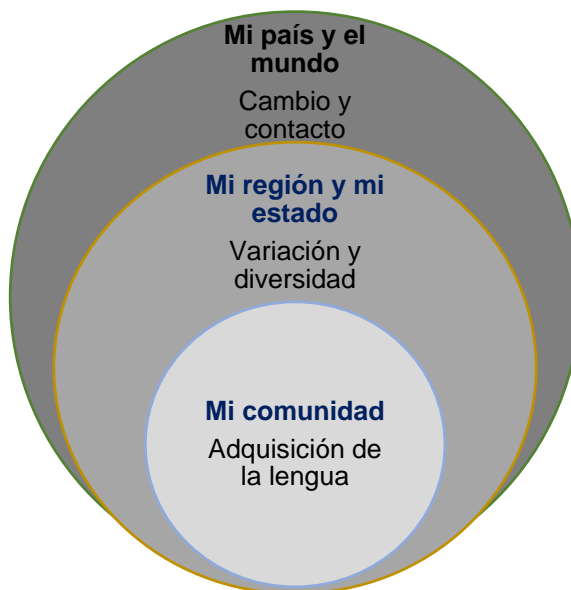 Mi país y el
mundo
Cambio y
contacto
Mi región y mi
estado
Variación y
diversidad
Mi comunidad
Adquisición de
la lengua